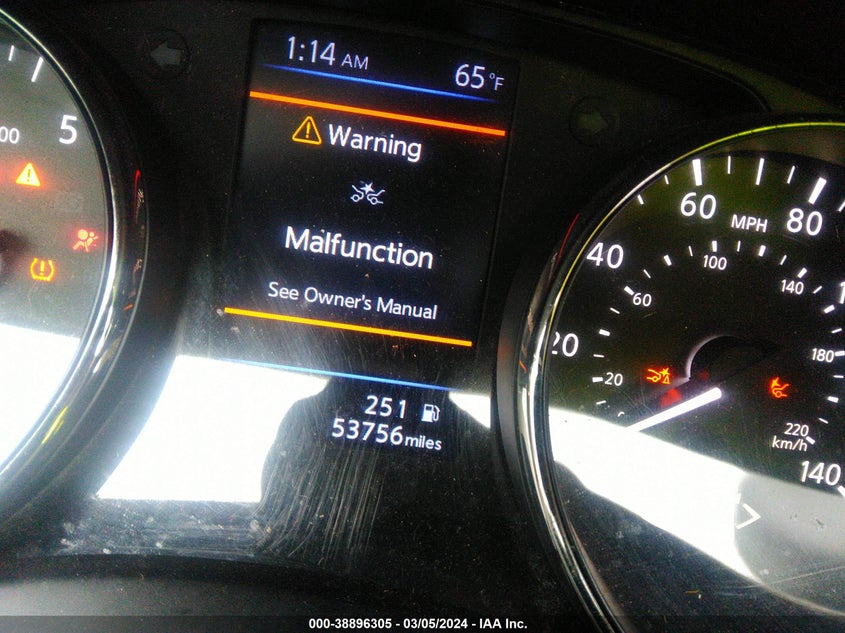 1:14 AM
65°F
Warning
Malfunction
See Owner's Manual
251
53756 miles
5
20
40
60
80
MPH
140
20
60
100
140
180
220
km/h
000-38896305 - 03/05/2024 - IAA Inc.